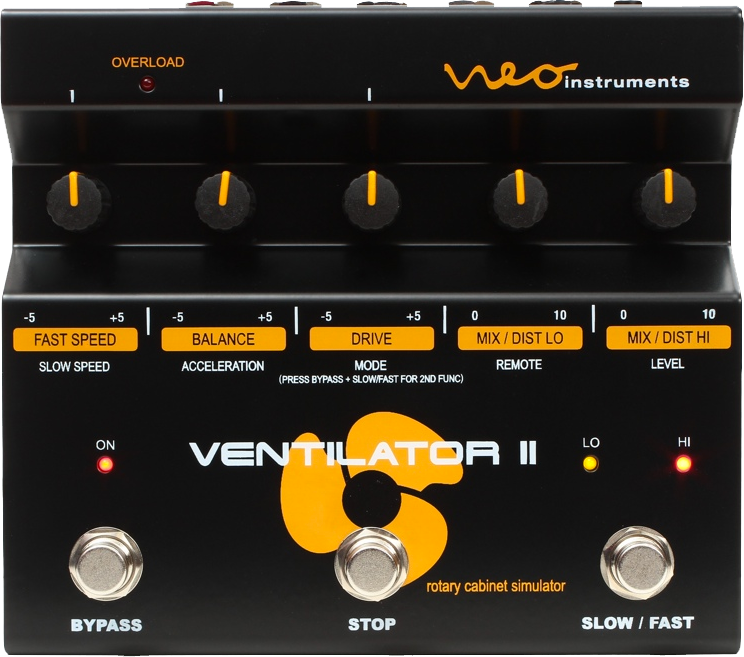 OVERLOAD
neo instruments
-5 +5 -5 +5 -5 +5 0 10 0 10
FAST SPEED BALANCE DRIVE MIX / DIST LO MIX / DIST HI
SLOW SPEED ACCELERATION MODE REMOTE LEVEL
(PRESS BYPASS + SLOW/FAST FOR 2ND FUNC)
ON LO HI
VENTILATOR II
rotary cabinet simulator
BYPASS STOP SLOW / FAST